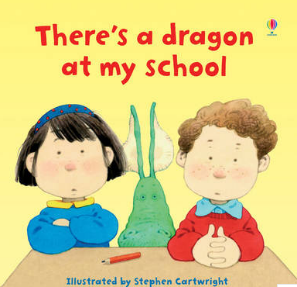 There's a dragon
at my school
Illustrated by Stephen Cartwright